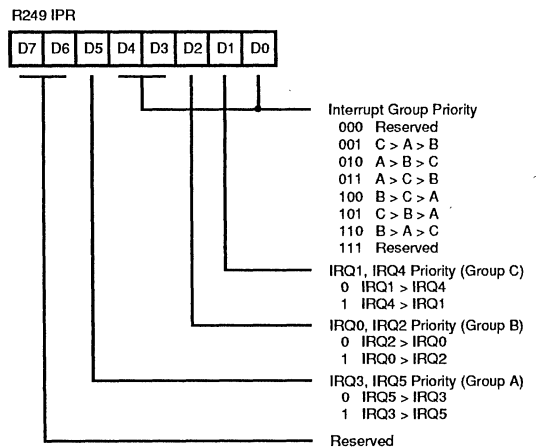 R249 IPR
D7 D6 D5 D4 D3 D2 D1 D0
Interrupt Group Priority
000 Reserved
001 C > A > B
010 A > B > C
011 A > C > B
100 B > C > A
101 C > B > A
110 B > A > C
111 Reserved
IRQ1, IRQ4 Priority (Group C)
0 IRQ1 > IRQ4
1 IRQ4 > IRQ1
IRQ0, IRQ2 Priority (Group B)
0 IRQ2 > IRQ0
1 IRQ0 > IRQ2
IRQ3, IRQ5 Priority (Group A)
0 IRQ5 > IRQ3
1 IRQ3 > IRQ5
Reserved